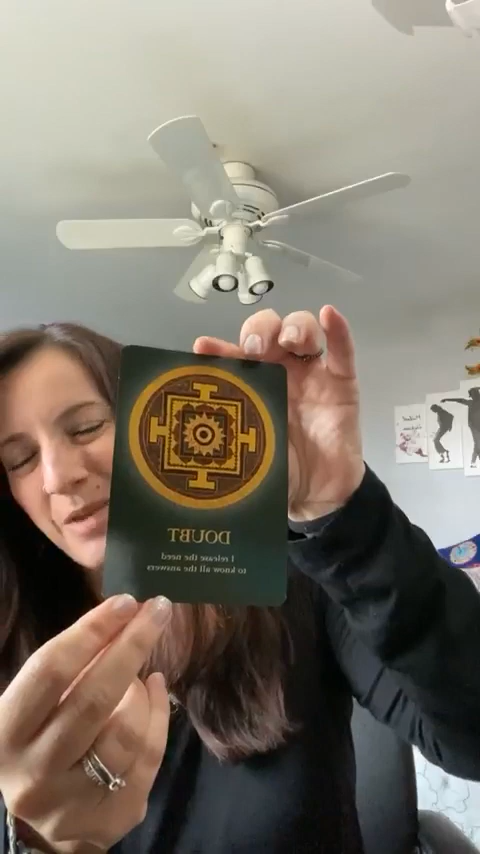 DOUBT
I release the need
to know all the answers